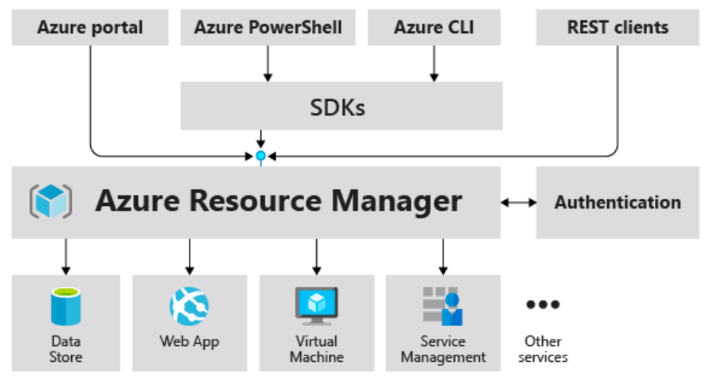 Azure portal
Azure PowerShell
Azure CLI
REST clients
SDKs
Azure Resource Manager
Authentication
Data
Store
Web App
Virtual
Machine
Service
Management
Other
services